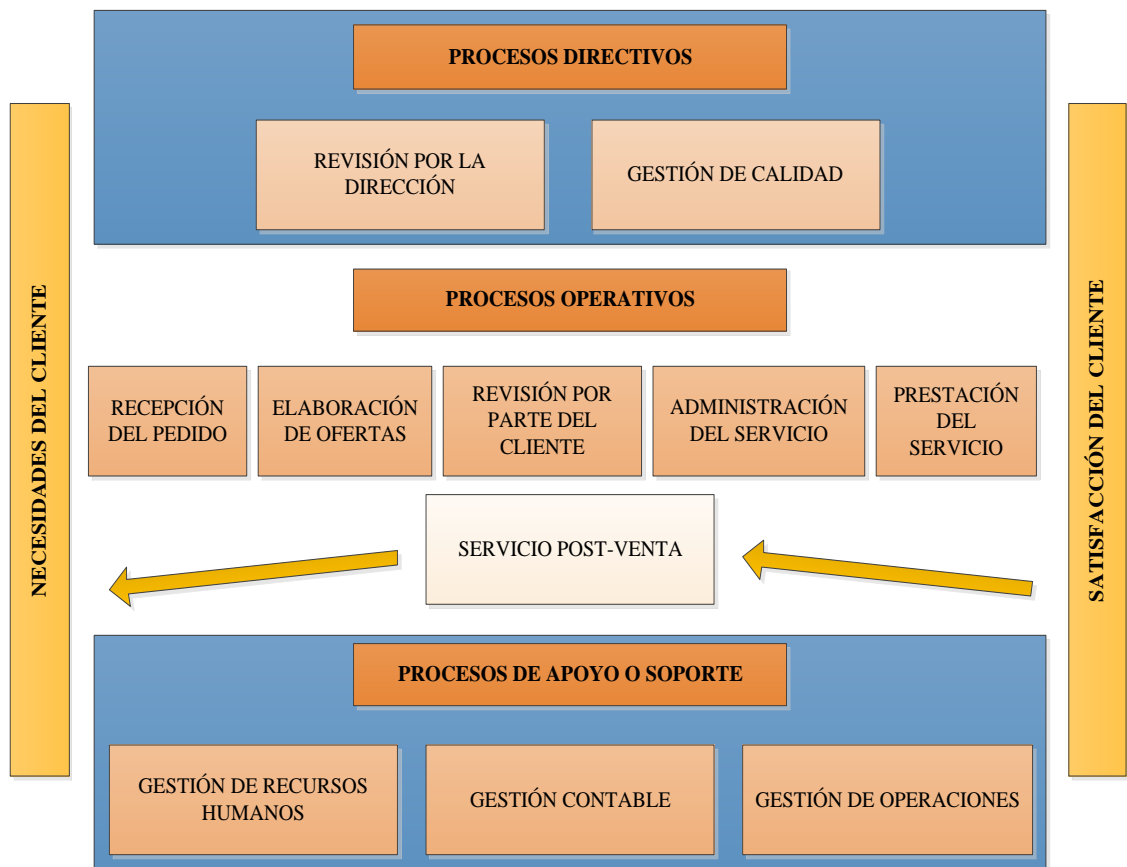 PROCESOS DIRECTIVOS
REVISIÓN POR LA
DIRECCIÓN
GESTIÓN DE CALIDAD
NECESIDADES DEL CLIENTE
PROCESOS OPERATIVOS
RECEPCIÓN
DEL PEDIDO
ELABORACIÓN
DE OFERTAS
REVISIÓN POR
PARTE DEL
CLIENTE
ADMINISTRACIÓN
DEL SERVICIO
PRESTACIÓN
DEL
SERVICIO
SERVICIO POST-VENTA
SATISFACCIÓN DEL CLIENTE
PROCESOS DE APOYO O SOPORTE
GESTIÓN DE RECURSOS
HUMANOS
GESTIÓN CONTABLE
GESTIÓN DE OPERACIONES